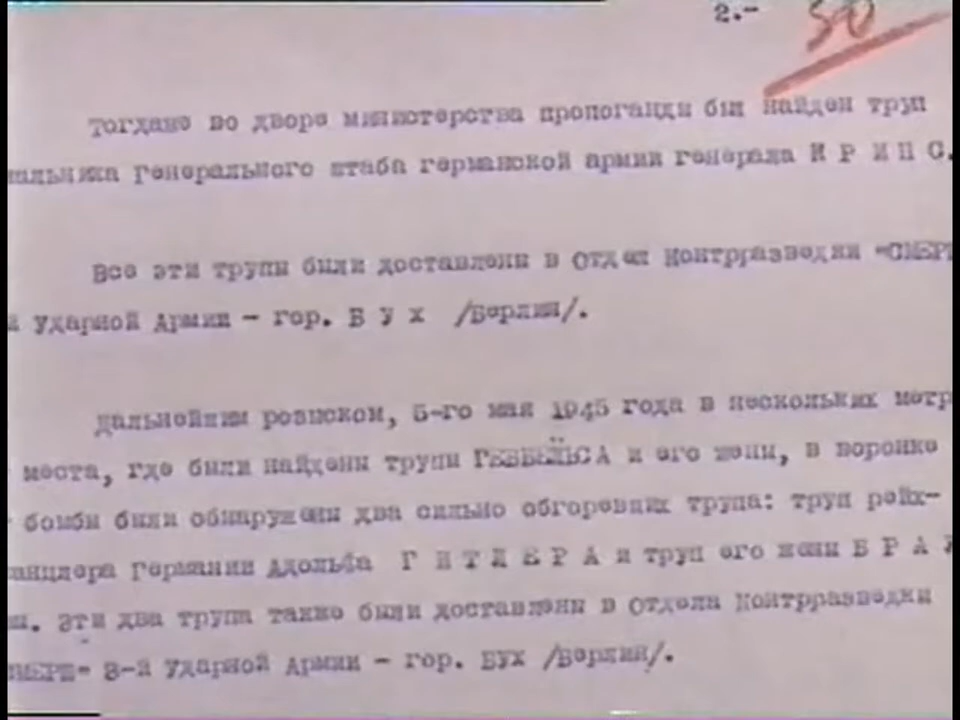 2.-
50
Тогдаже во дворе министерства пропоганды был найден труп
чальника Генерального штаба германской армии генерала К Р И П С.
Все эти трупы были доставлены в Отдел Контрразведки "СМЕРШ
й Ударной Армии - гор. Б у х /Берлин/.
Дальнейшим розыском, 5-го мая 1945 года в нескольких метр
места, где были найдены трупы ГЕББЕЛЬСА и его жены, в воронке
бомбы были обнаружены два сильно обгоревших трупа: труп рейх-
анцлера Германии Адольфа Г И Т Л Е Р А и труп его жены Б Р А У
ы. Эти два трупа также были доставлены в Отдела Контрразведки
СМЕРШ" 3-й Ударной Армии - гор. Бух /Берлин/.